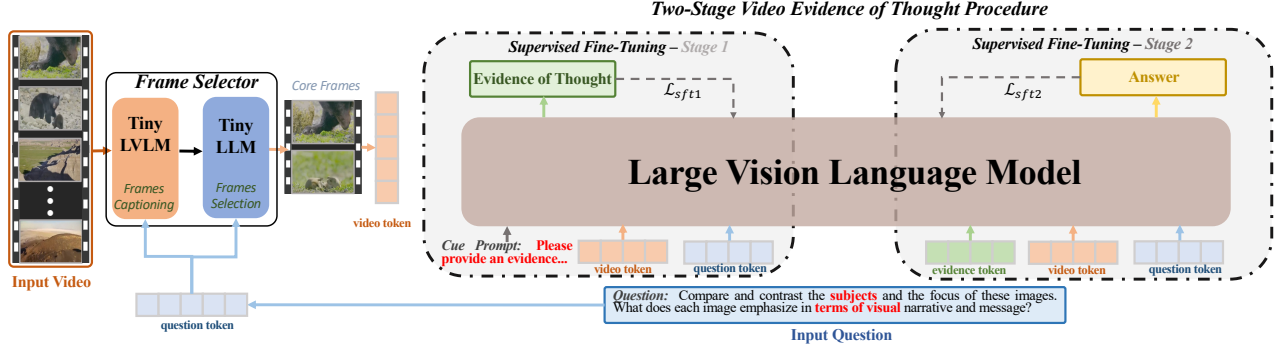 Two-Stage Video Evidence of Thought Procedure
Supervised Fine-Tuning – Stage 1
Supervised Fine-Tuning – Stage 2
Frame Selector
Core Frames
Evidence of Thought
ℒsft1
ℒsft2
Answer
Tiny
LVLM
Tiny
LLM
Frames
Captioning
Frames
Selection
Large Vision Language Model
video token
Cue Prompt: Please
provide an evidence...
video token
question token
evidence token
video token
question token
Input Video
question token
Question: Compare and contrast the subjects and the focus of these images.
What does each image emphasize in terms of visual narrative and message?
Input Question